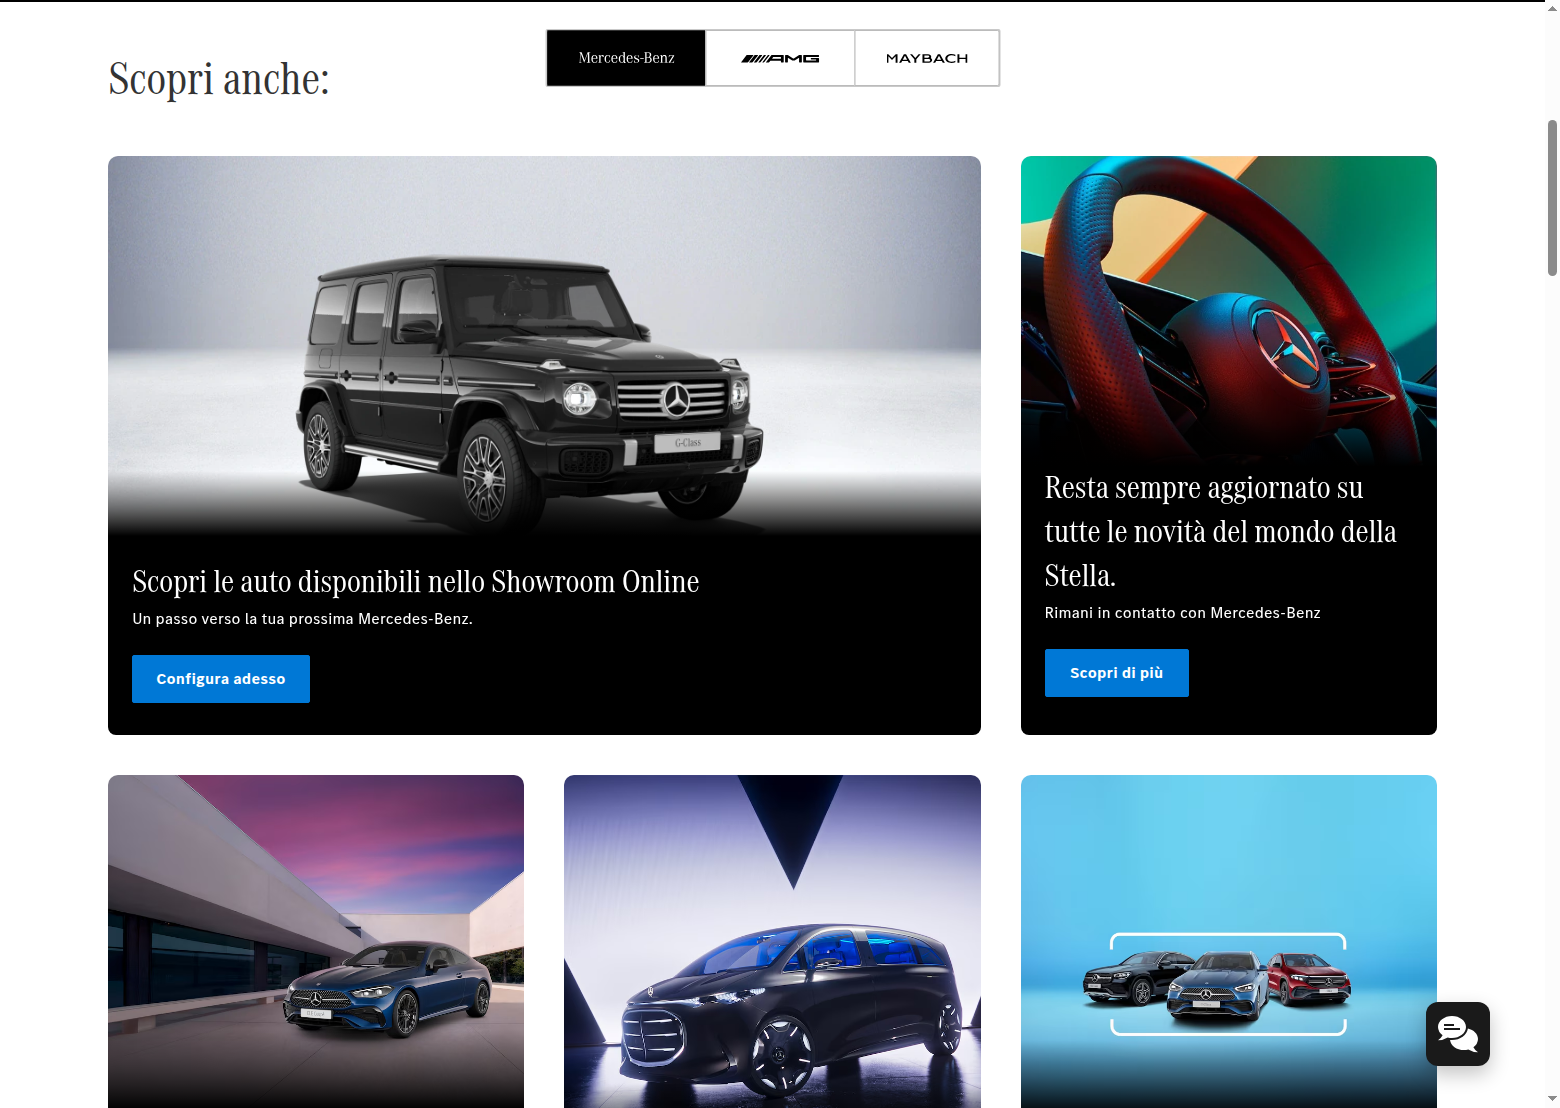 Scopri anche:
Mercedes-Benz
AMG
MAYBACH
G-Class
Scopri le auto disponibili nello Showroom Online
Un passo verso la tua prossima Mercedes-Benz.
Configura adesso
Resta sempre aggiornato su
tutte le novità del mondo della
Stella.
Rimani in contatto con Mercedes-Benz
Scopri di più